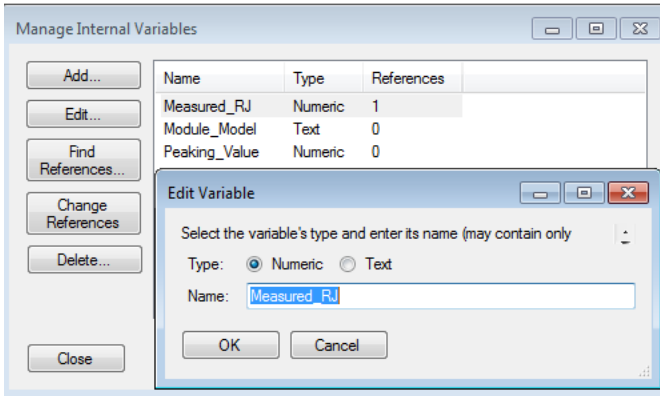 Manage Internal Variables
Add...
Edit...
Find
References...
Change
References
Delete...
Close
Name Type References
Measured_RJ Numeric 1
Module_Model Text 0
Peaking_Value Numeric 0
Edit Variable
Select the variable's type and enter its name (may contain only
Type: Numeric Text
Name: Measured_RJ
OK Cancel